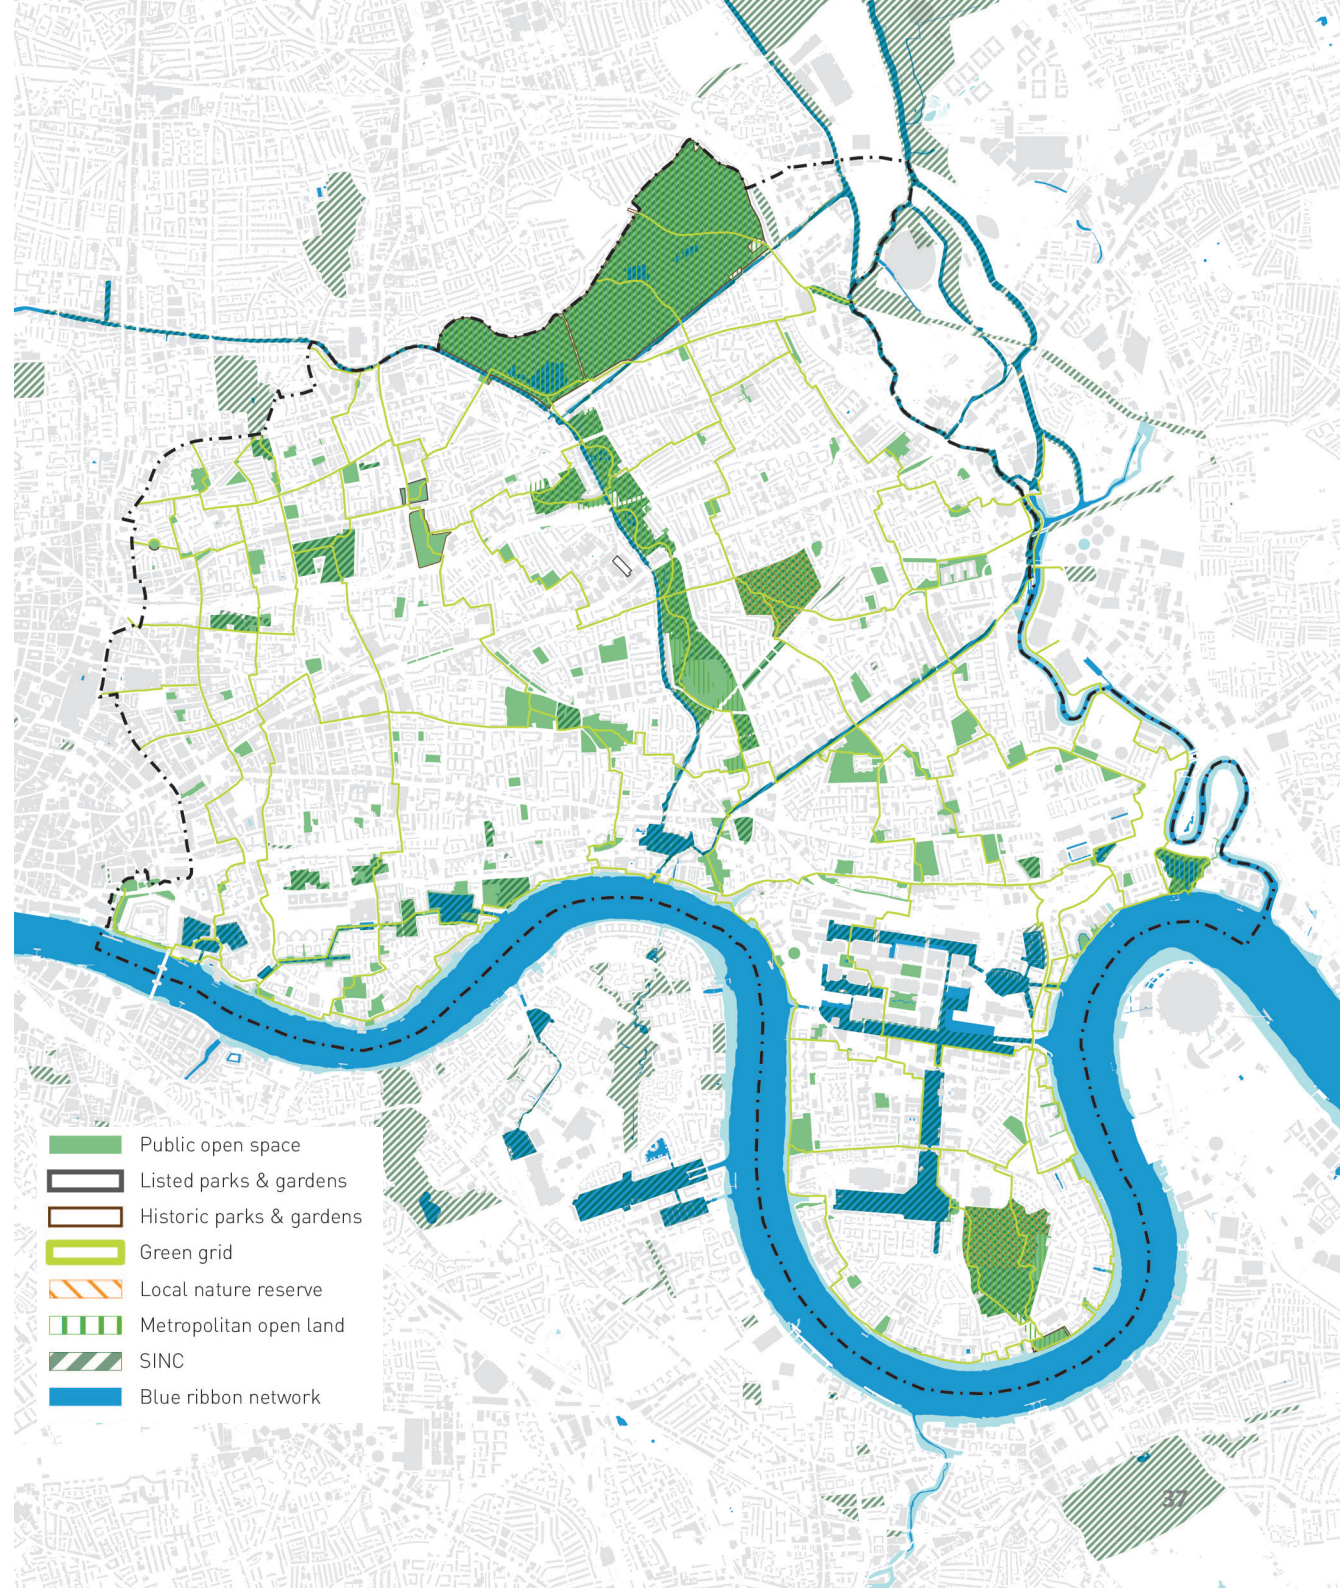 Public open space
Listed parks & gardens
Historic parks & gardens
Green grid
Local nature reserve
Metropolitan open land
SINC
Blue ribbon network
37